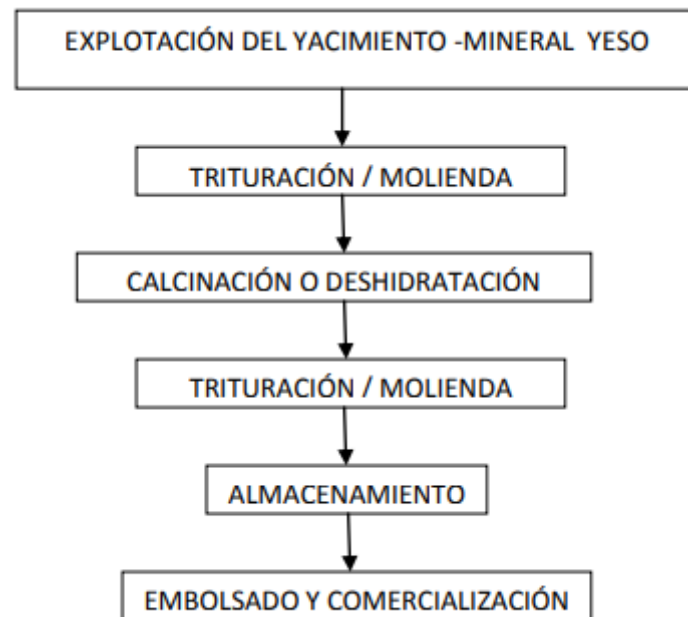 EXPLOTACIÓN DEL YACIMIENTO -MINERAL YESO
TRITURACIÓN / MOLIENDA
CALCINACIÓN O DESHIDRATACIÓN
TRITURACIÓN / MOLIENDA
ALMACENAMIENTO
EMBOLSADO Y COMERCIALIZACIÓN